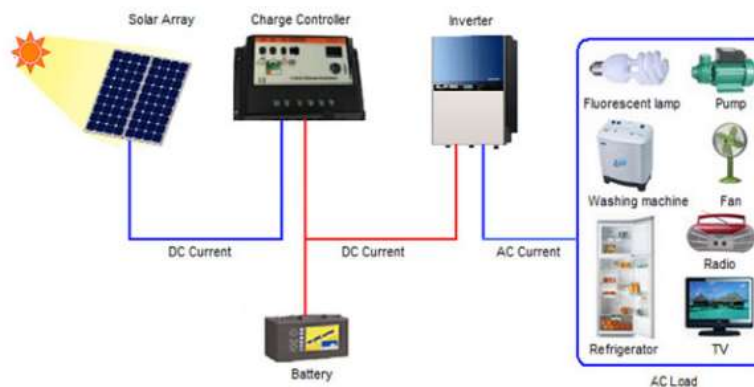 Solar Array
Charge Controller
Inverter
Fluorescent lamp
Pump
Washing machine
Fan
DC Current
DC Current
AC Current
Radio
Refrigerator
TV
Battery
AC Load